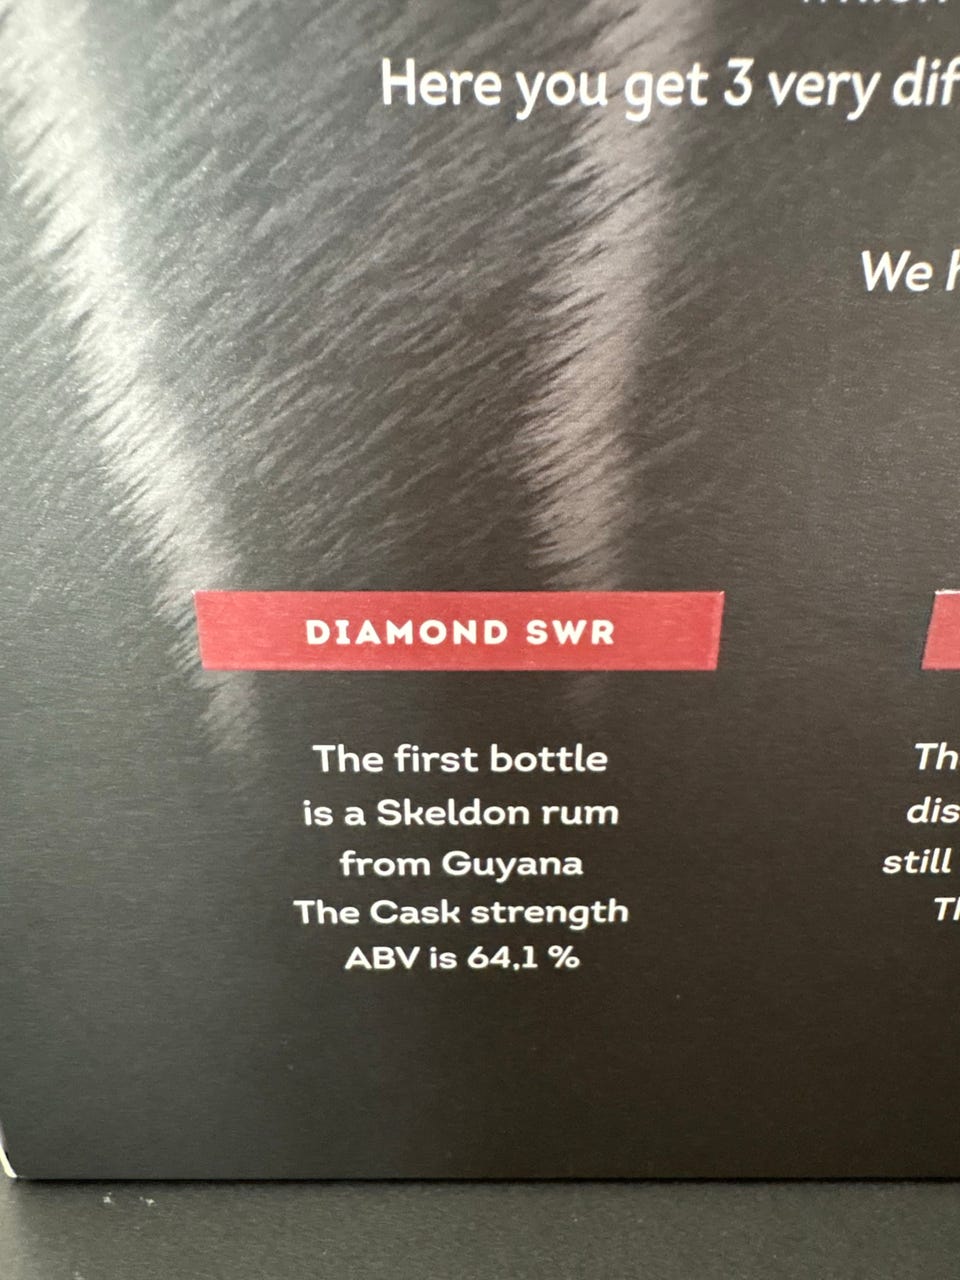 Here you get 3 very dif
We h
DIAMOND SWR
The first bottle
is a Skeldon rum
from Guyana
The Cask strength
ABV is 64,1 %
Th
dis
still
Th